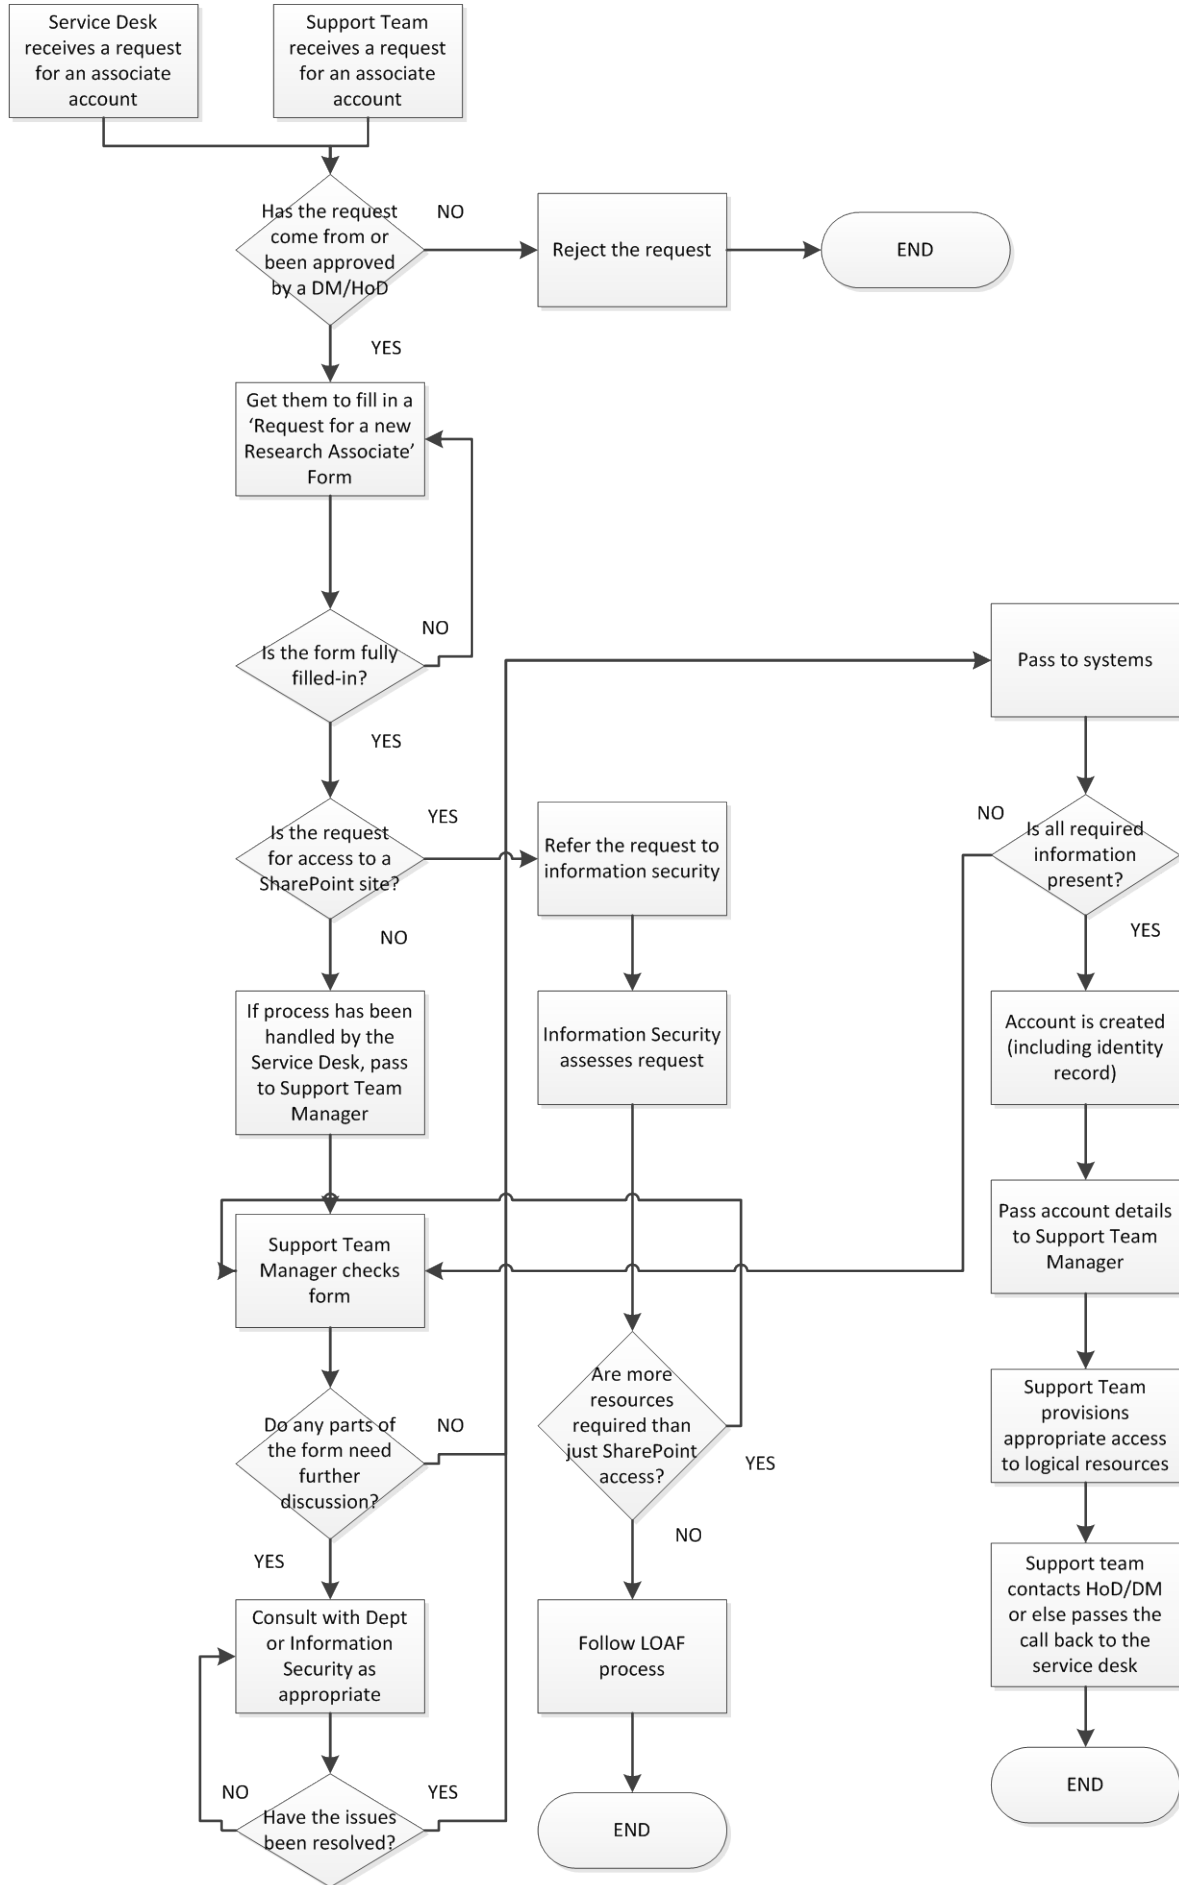 Service Desk
receives a request
for an associate
account
Support Team
receives a request
for an associate
account
Has the request
come from or
been approved
by a DM/HoD
NO
Reject the request
END
YES
Get them to fill in a
‘Request for a new
Research Associate’
Form
Is the form fully
filled-in?
NO
YES
Pass to systems
Is the request
for access to a
SharePoint site?
YES
Refer the request to
information security
NO
Is all required
information
present?
NO
YES
If process has been
handled by the
Service Desk, pass
to Support Team
Manager
Information Security
assesses request
Account is created
(including identity
record)
Support Team
Manager checks
form
Pass account details
to Support Team
Manager
Do any parts of
the form need
further
discussion?
NO
YES
Are more
resources
required than
just SharePoint
access?
YES
NO
Support Team
provisions
appropriate access
to logical resources
Consult with Dept
or Information
Security as
appropriate
Follow LOAF
process
Support team
contacts HoD/DM
or else passes the
call back to the
service desk
NO
Have the issues
been resolved?
YES
END
END